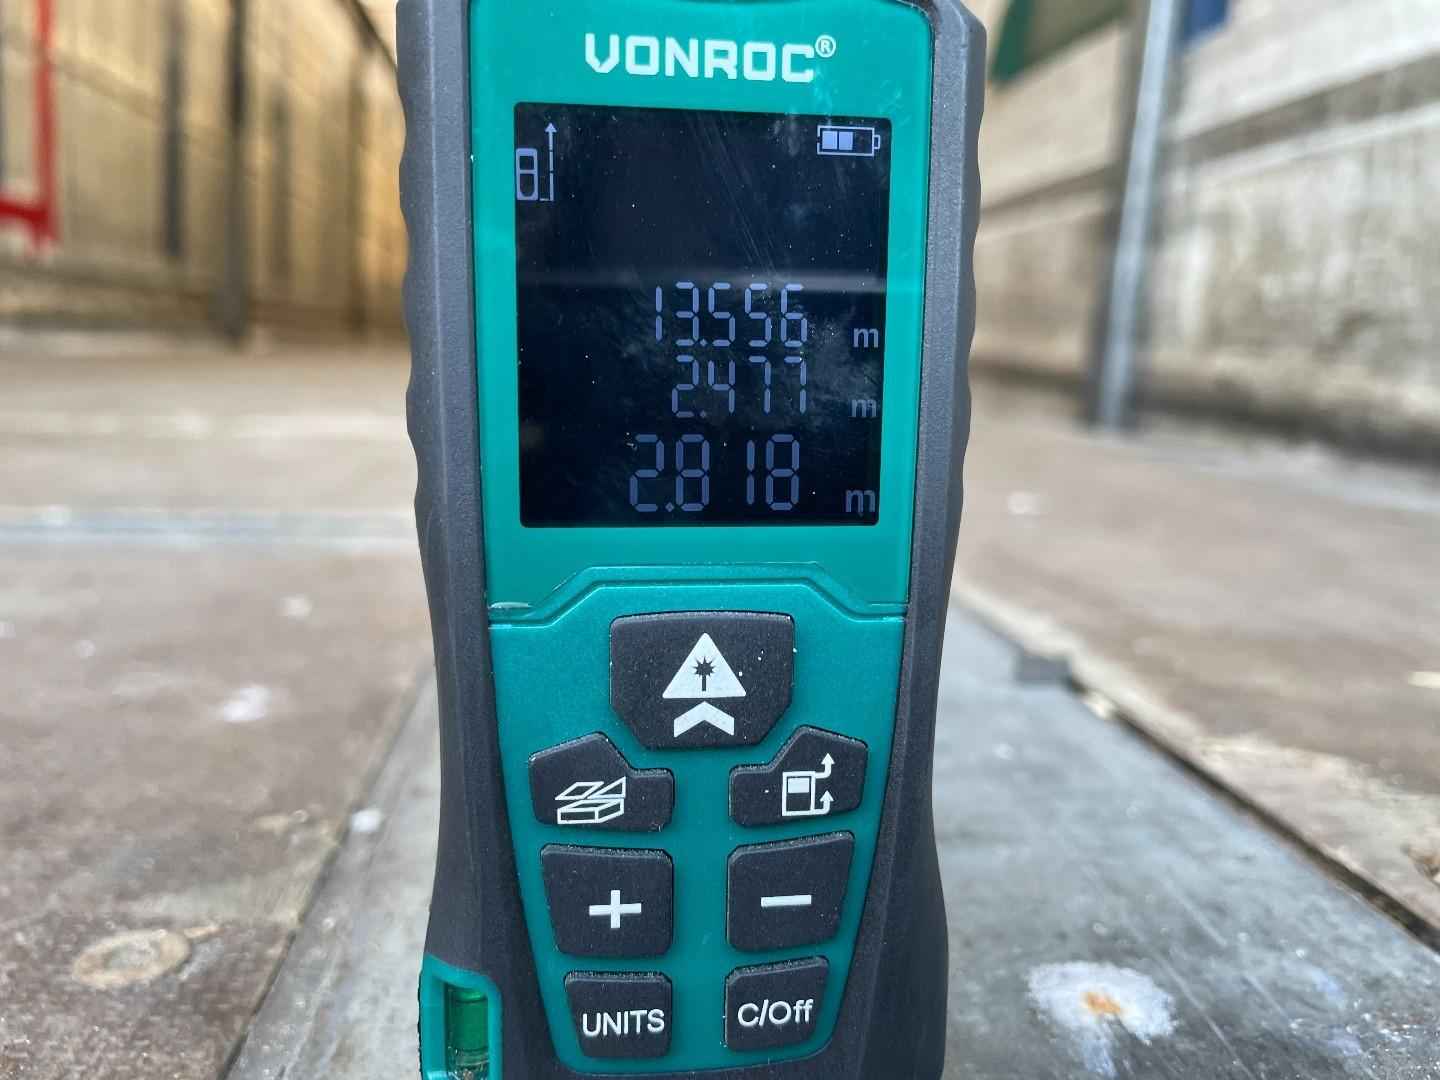 VONROC®
13.556 m
2.477 m
2.818 m
+ −
UNITS C/Off